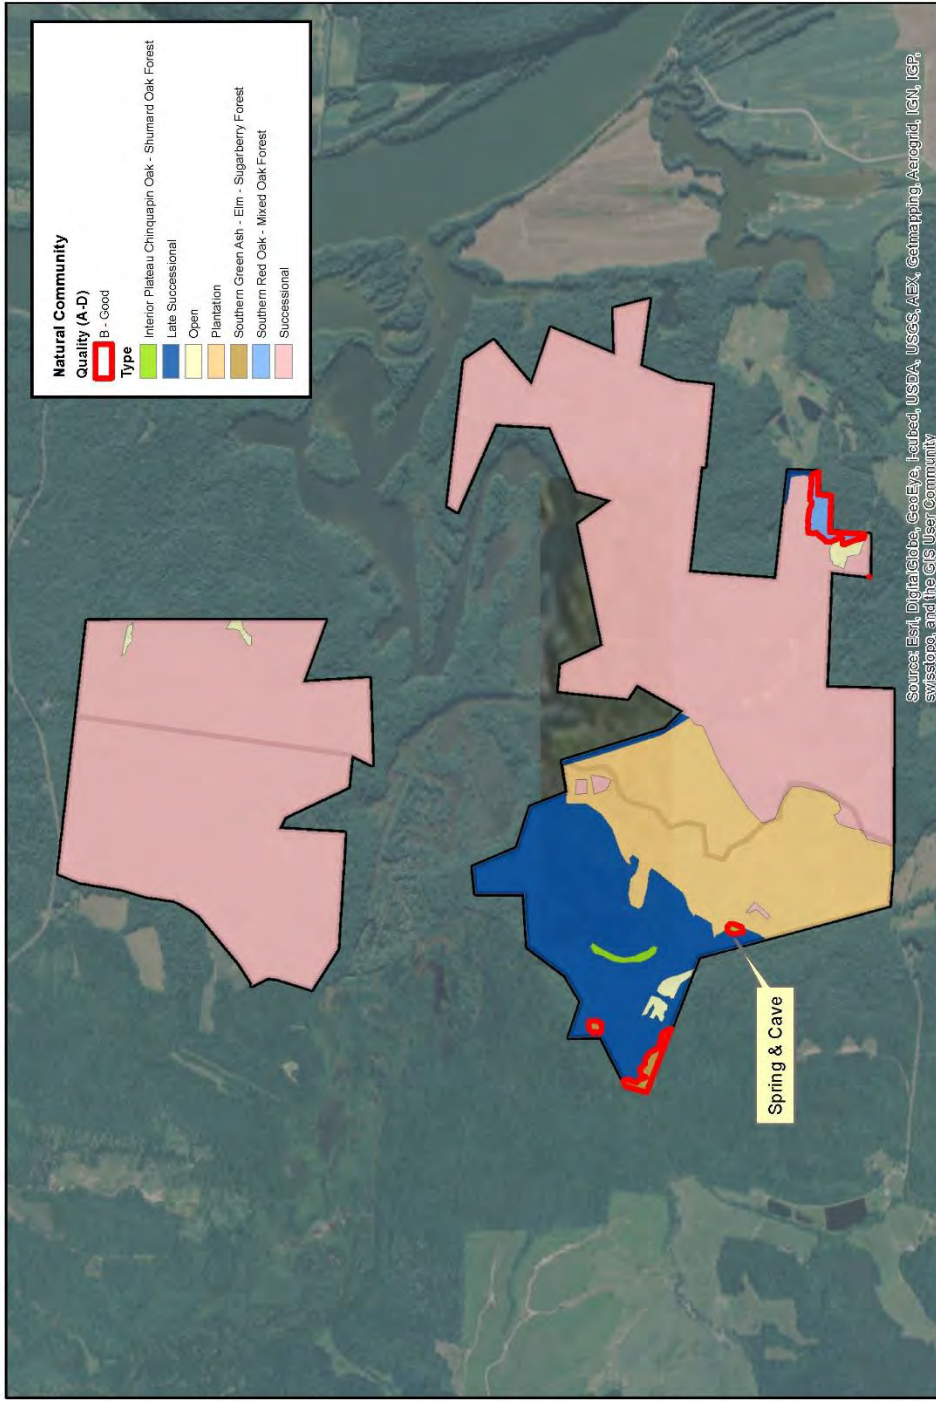 Natural Community
Quality (A-D)
B - Good
Type
Interior Plateau Chinquapin Oak - Shumard Oak Forest
Late Successional
Open
Plantation
Southern Green Ash - Elm - Sugarberry Forest
Southern Red Oak - Mixed Oak Forest
Successional
Spring & Cave
Source: Esri, DigitalGlobe, GeoEye, i-cubed, USDA, USGS, AEX, Getmapping, Aerogrid, IGN, IGP,
swisstopo, and the GIS User Community